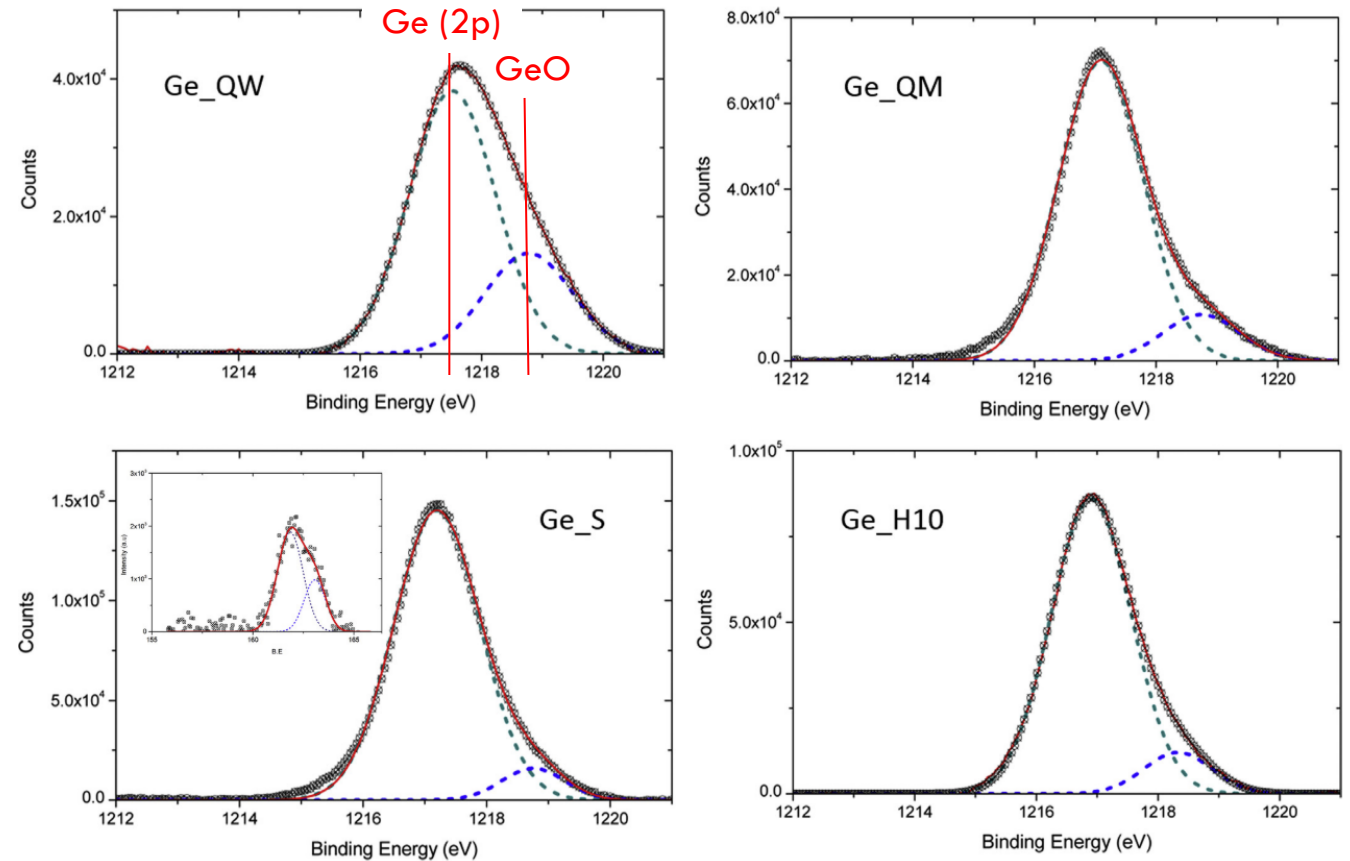 Ge (2p)
GeO
Ge_QW
4.0x10⁴
2.0x10⁴
0.0
Counts
1212 1214 1216 1218 1220
Binding Energy (eV)
Ge_QM
8.0x10⁴
6.0x10⁴
4.0x10⁴
2.0x10⁴
0.0
Counts
1212 1214 1216 1218 1220
Binding Energy (eV)
Ge_S
1.5x10⁵
1.0x10⁵
5.0x10⁴
0.0
Counts
1212 1214 1216 1218 1220
Binding Energy (eV)
Intensity (a.u)
0
160
B.E
Ge_H10
1.0x10⁵
5.0x10⁴
0.0
Counts
1212 1214 1216 1218 1220
Binding Energy (eV)